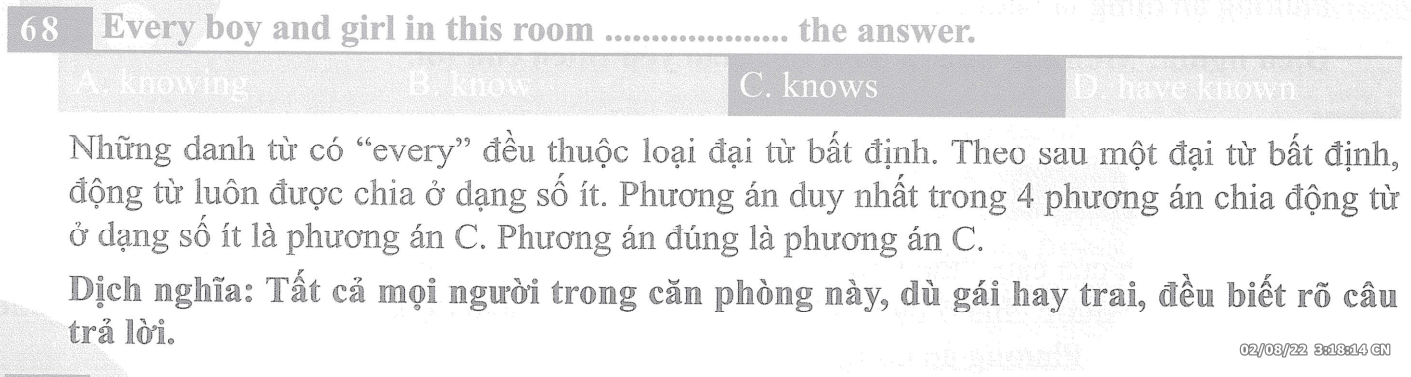 68 Every boy and girl in this room .................... the answer.
A. knowing B. know C. knows D. have known
Những danh từ có “every” đều thuộc loại đại từ bất định. Theo sau một đại từ bất định,
động từ luôn được chia ở dạng số ít. Phương án duy nhất trong 4 phương án chia động từ
ở dạng số ít là phương án C. Phương án đúng là phương án C.
Dịch nghĩa: Tất cả mọi người trong căn phòng này, dù gái hay trai, đều biết rõ câu
trả lời.
02/08/22 3:18:14 CN